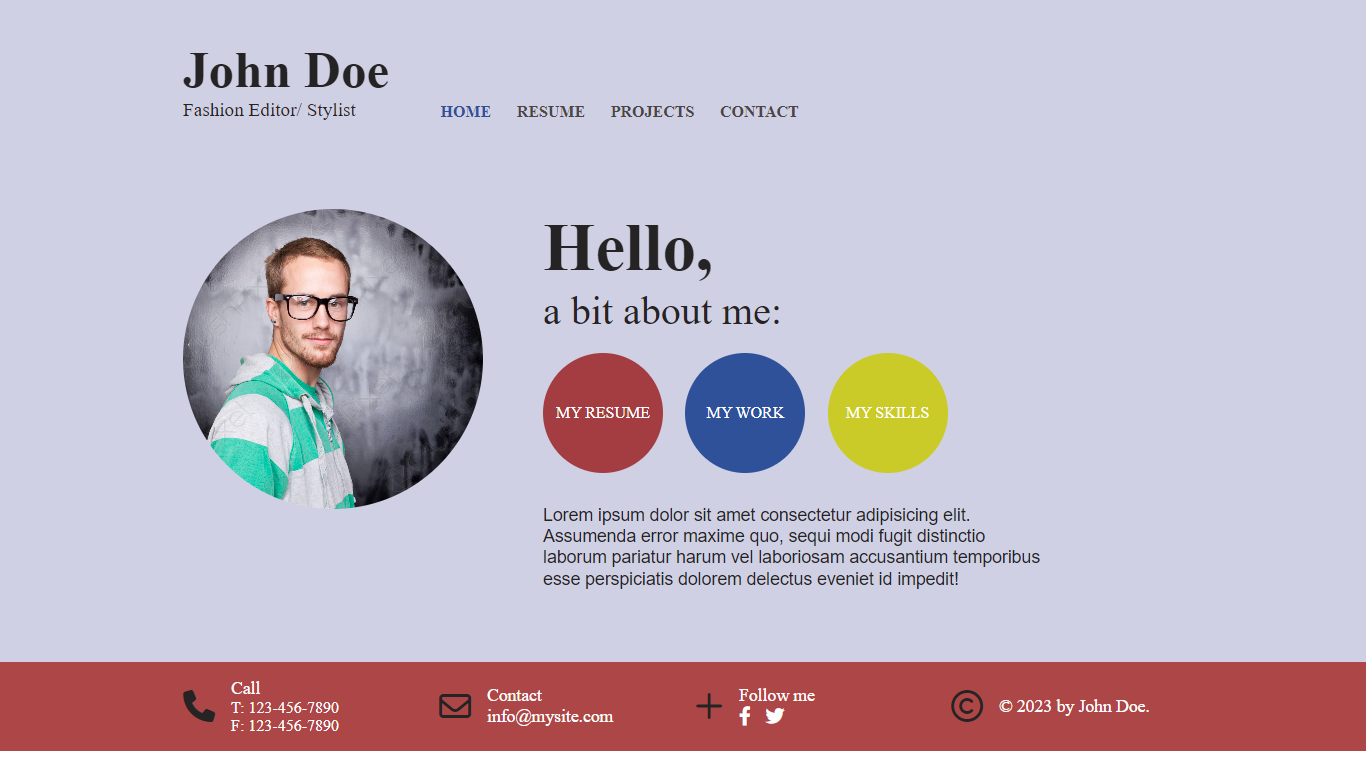 John Doe
Fashion Editor/ Stylist
HOME RESUME PROJECTS CONTACT
Hello,
a bit about me:
MY RESUME MY WORK MY SKILLS
Lorem ipsum dolor sit amet consectetur adipisicing elit.
Assumenda error maxime quo, sequi modi fugit distinctio
laborum pariatur harum vel laboriosam accusantium temporibus
esse perspiciatis dolorem delectus eveniet id impedit!
Call
T: 123-456-7890
F: 123-456-7890
Contact
info@mysite.com
Follow me
© 2023 by John Doe.